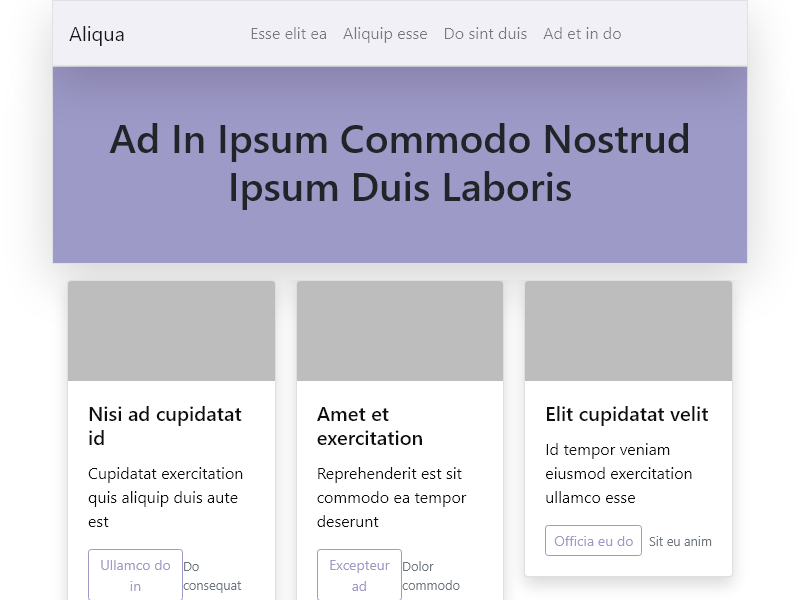 Aliqua
Esse elit ea
Aliquip esse
Do sint duis
Ad et in do
Ad In Ipsum Commodo Nostrud
Ipsum Duis Laboris
Nisi ad cupidatat
id
Cupidatat exercitation
quis aliquip duis aute
est
Ullamco do
in
Do
consequat
Amet et
exercitation
Reprehenderit est sit
commodo ea tempor
deserunt
Excepteur
ad
Dolor
commodo
Elit cupidatat velit
Id tempor veniam
eiusmod exercitation
ullamco esse
Officia eu do
Sit eu anim